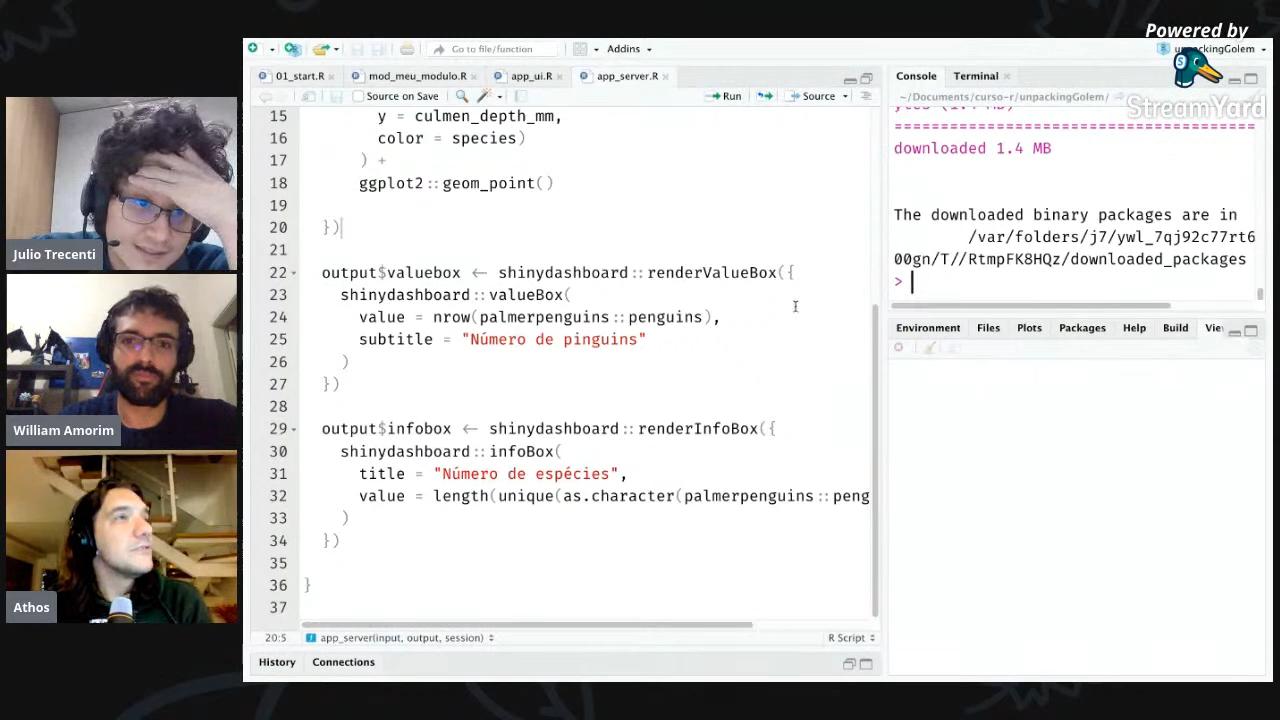 Powered by
StreamYard
Julio Trecenti
William Amorim
Athos
Go to file/function
Addins
unpackingGolem
01_start.R
mod_meu_modulo.R
app_ui.R
app_server.R
Source on Save
Run
Source
15 y = culmen_depth_mm,
16 color = species)
17 ) +
18 ggplot2::geom_point()
19
20 })
21
22 output$valuebox <- shinydashboard::renderValueBox({
23 shinydashboard::valueBox(
24 value = nrow(palmerpenguins::penguins),
25 subtitle = "Número de pinguins"
26 )
27 })
28
29 output$infobox <- shinydashboard::renderInfoBox({
30 shinydashboard::infoBox(
31 title = "Número de espécies",
32 value = length(unique(as.character(palmerpenguins::peng
33 )
34 })
35
36 }
37
20:5 app_server(input, output, session) R Script
History Connections
Console Terminal
~/Documents/curso-r/unpackingGolem/
==========================================
downloaded 1.4 MB
The downloaded binary packages are in
/var/folders/j7/ywl_7qj92c77rt6
00gn/T//RtmpFK8HQz/downloaded_packages
>
Environment Files Plots Packages Help Build